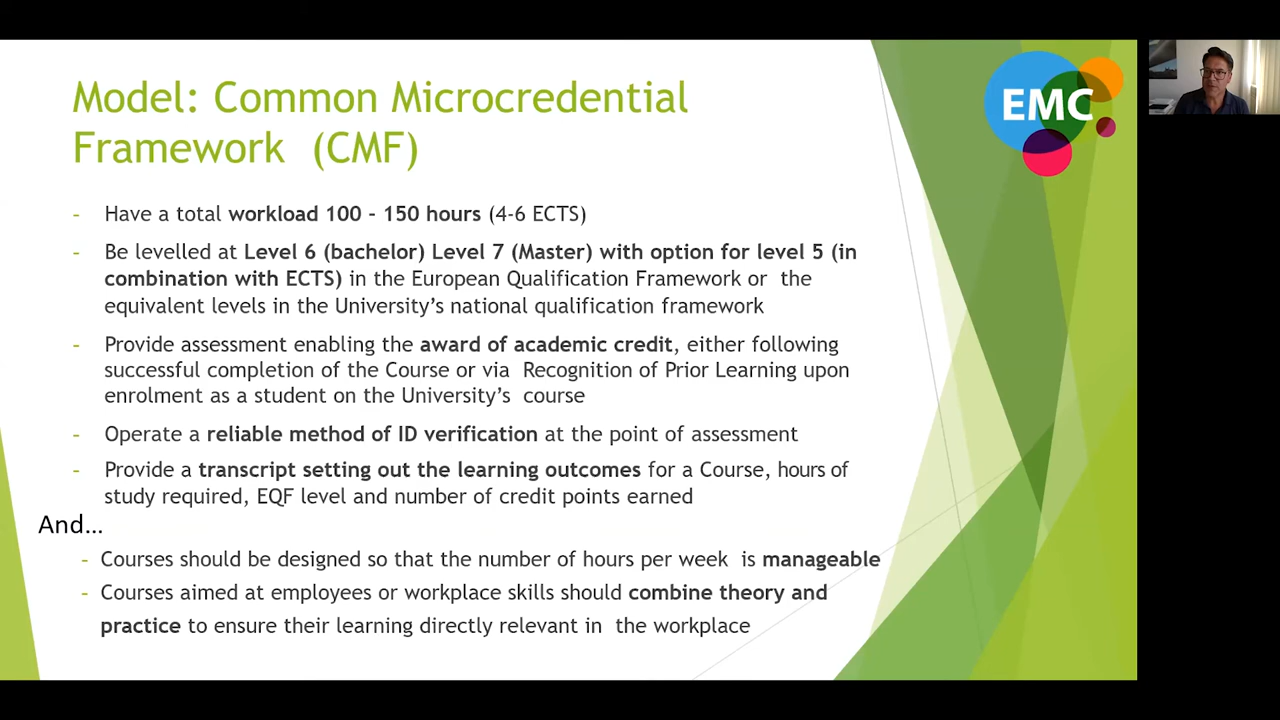 Model: Common Microcredential
Framework (CMF)
EMC
- Have a total workload 100 - 150 hours (4-6 ECTS)
- Be levelled at Level 6 (bachelor) Level 7 (Master) with option for level 5 (in
combination with ECTS) in the European Qualification Framework or the
equivalent levels in the University’s national qualification framework
- Provide assessment enabling the award of academic credit, either following
successful completion of the Course or via Recognition of Prior Learning upon
enrolment as a student on the University’s course
- Operate a reliable method of ID verification at the point of assessment
- Provide a transcript setting out the learning outcomes for a Course, hours of
study required, EQF level and number of credit points earned
And…
- Courses should be designed so that the number of hours per week is manageable
- Courses aimed at employees or workplace skills should combine theory and
practice to ensure their learning directly relevant in the workplace